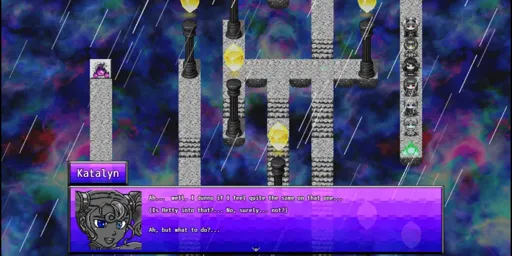 Katalyn
Ah... well, I dunno if I feel quite the same on that one...
(Is Hetty into that?... No, surely... not?)
Ah, but what to do?...